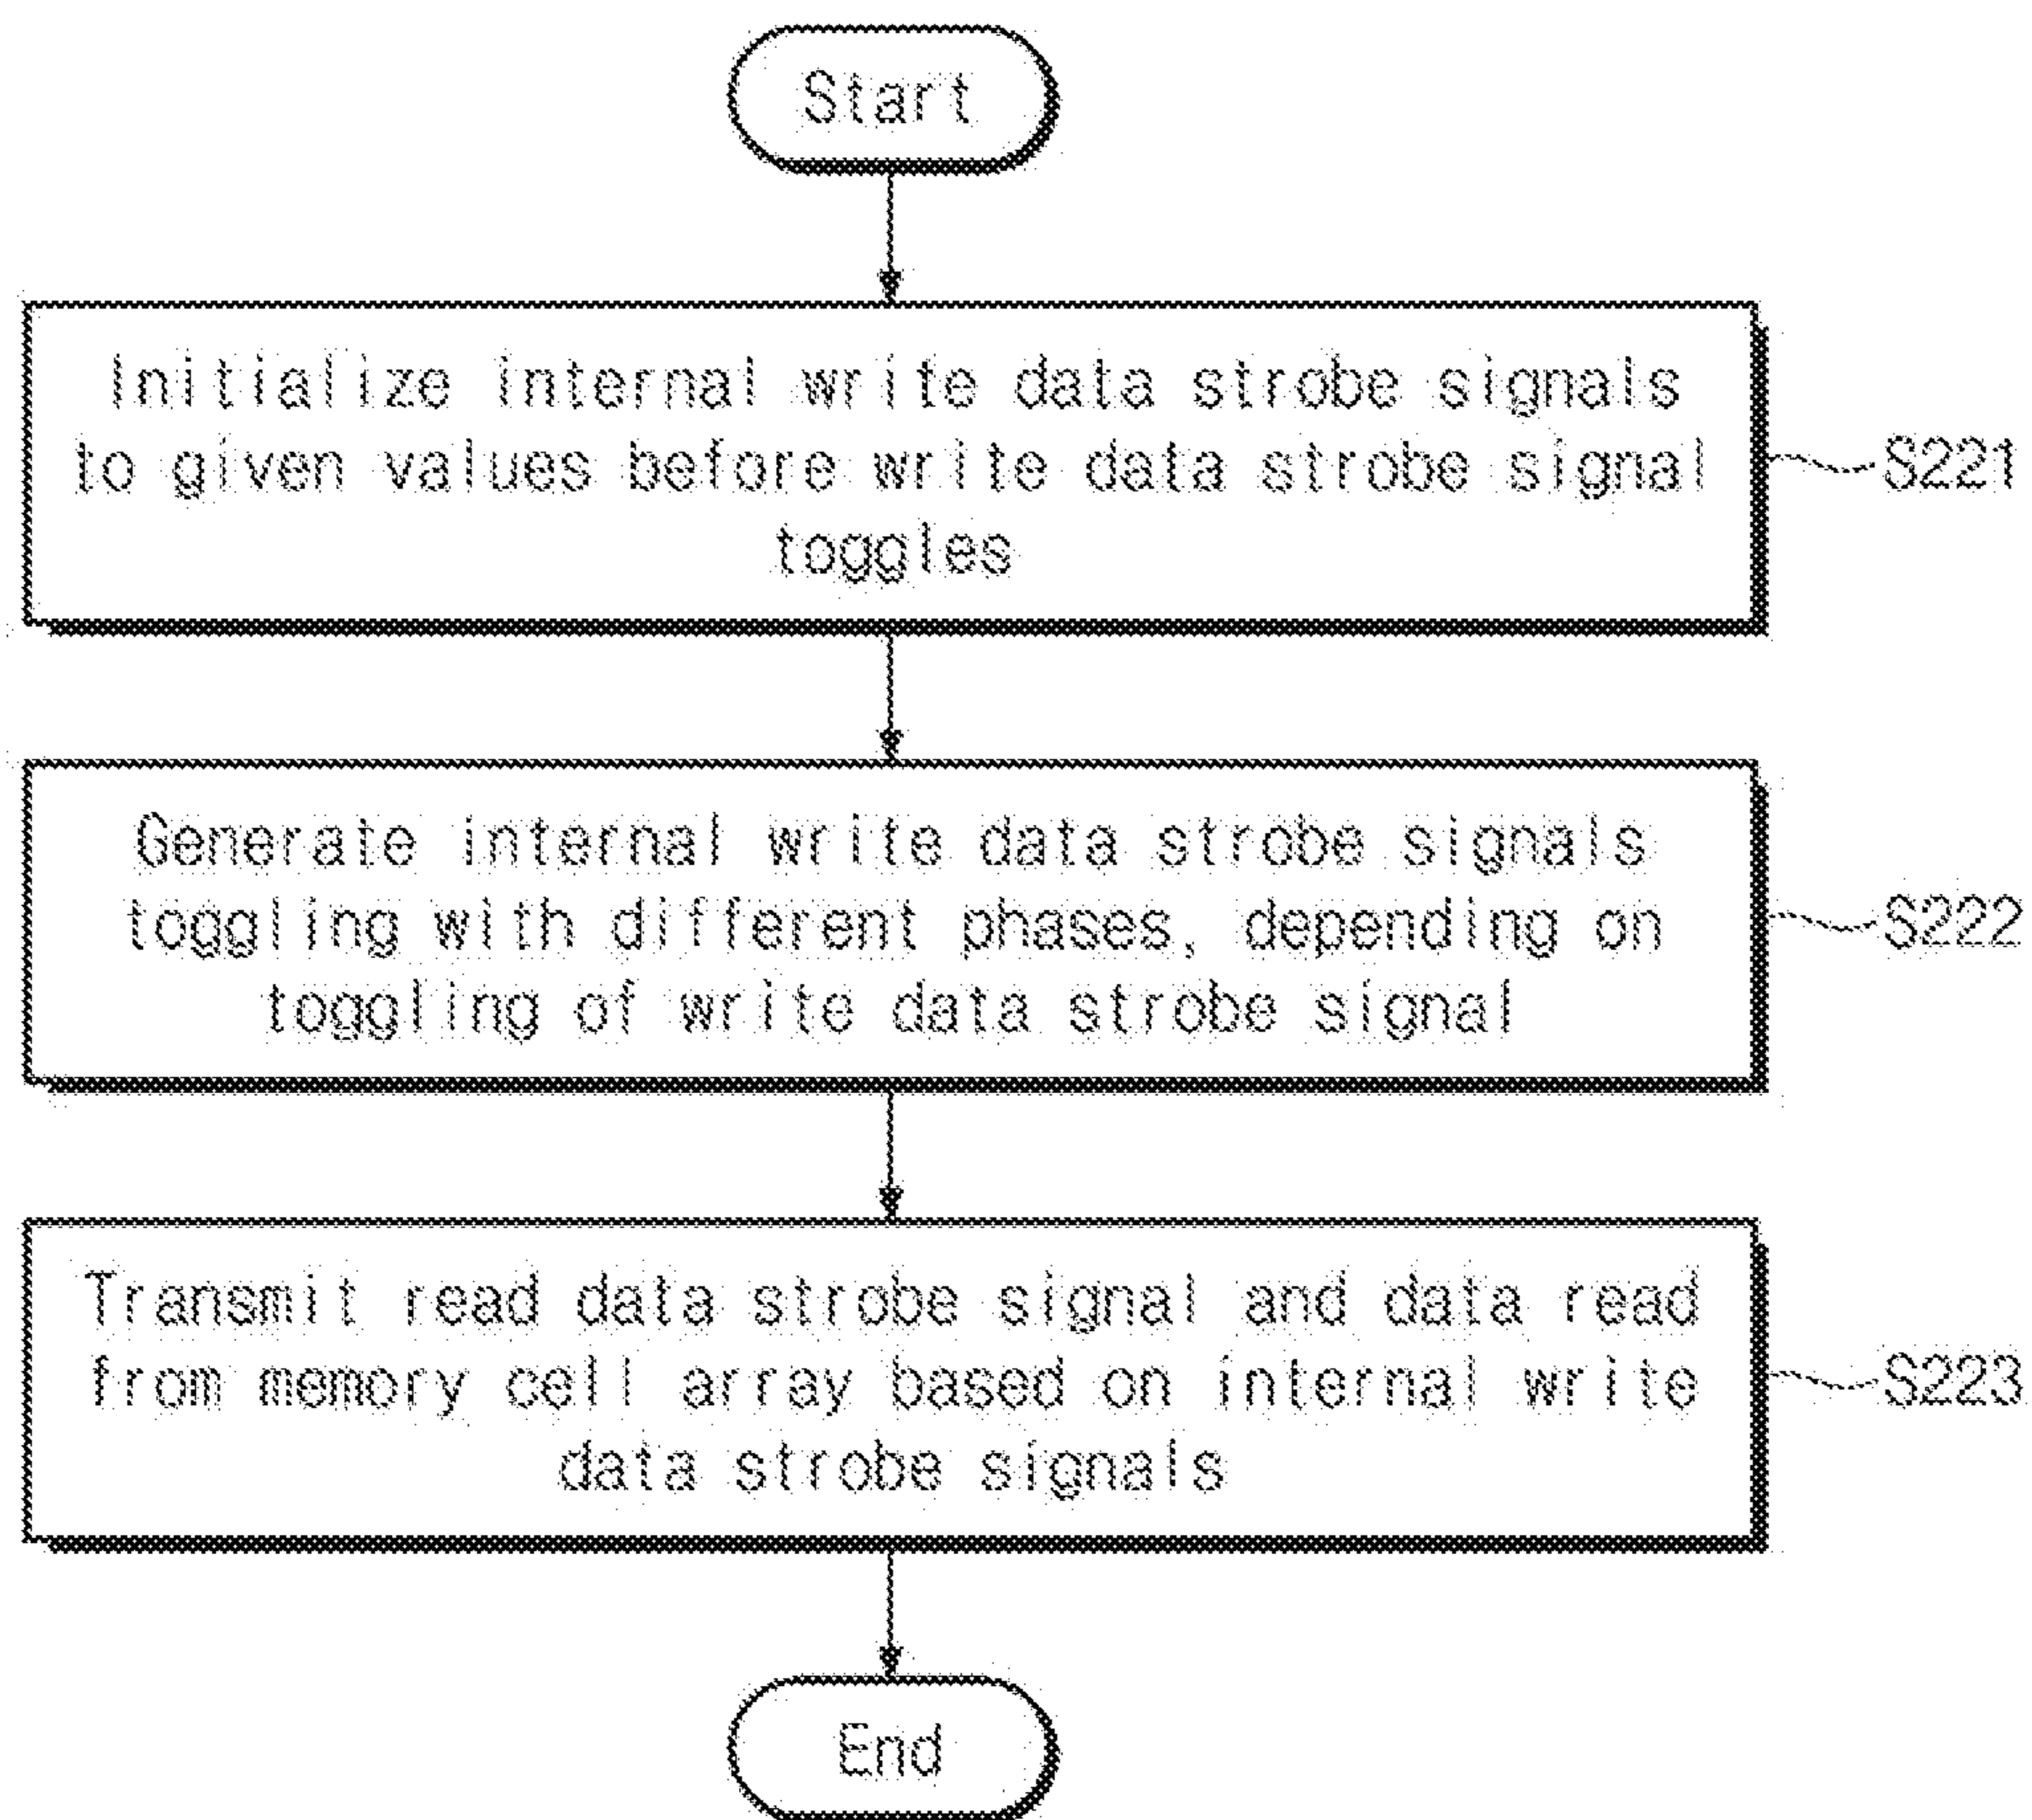 Start
Initialize internal write data strobe signals
to given values before write data strobe signal
toggles
S221
Generate internal write data strobe signals
toggling with different phases, depending on
toggling of write data strobe signal
S222
Transmit read data strobe signal and data read
from memory cell array based on internal write
data strobe signals
S223
End